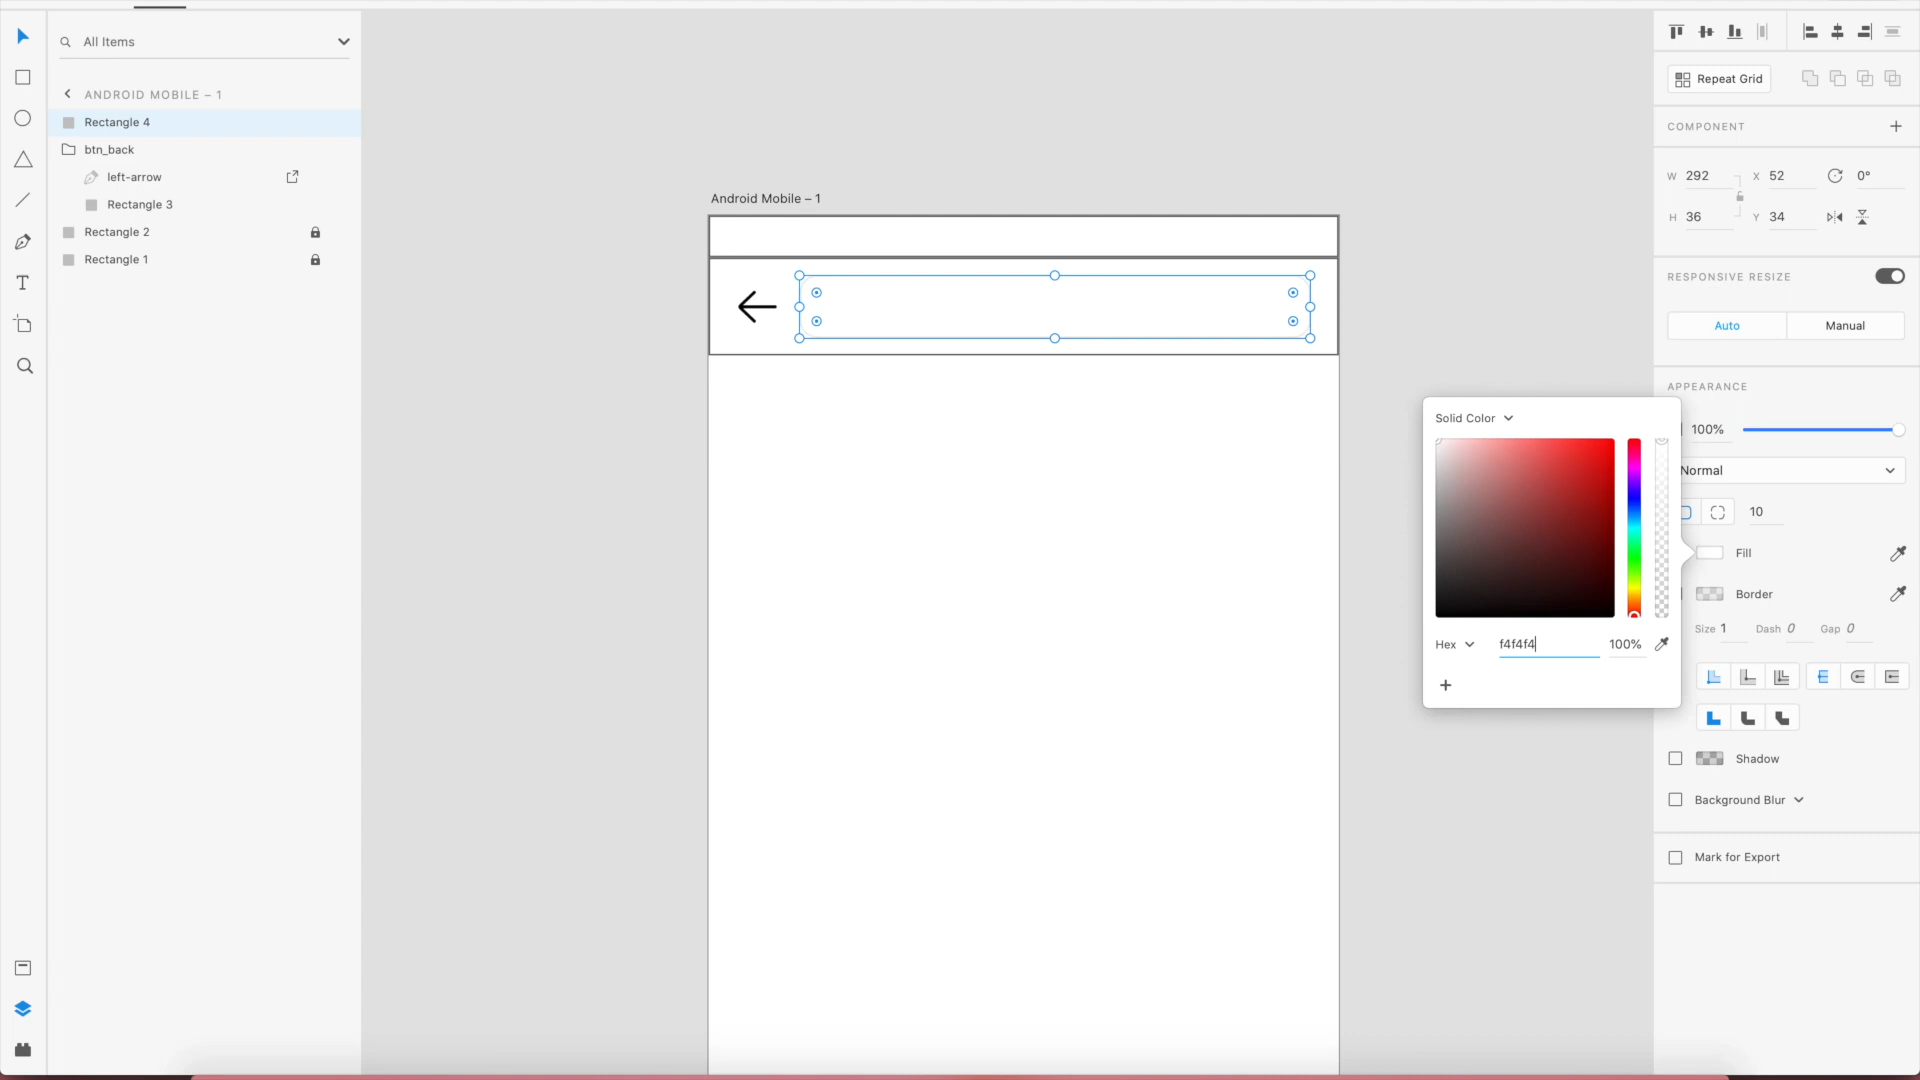 All Items
ANDROID MOBILE – 1
Rectangle 4
btn_back
left-arrow
Rectangle 3
Rectangle 2
Rectangle 1
Android Mobile – 1
Repeat Grid
COMPONENT
W 292 X 52 0°
H 36 Y 34
RESPONSIVE RESIZE
Auto Manual
APPEARANCE
100%
Normal
10
Fill
Border
Size 1 Dash 0 Gap 0
Shadow
Background Blur
Mark for Export
Solid Color
Hex f4f4f4 100%